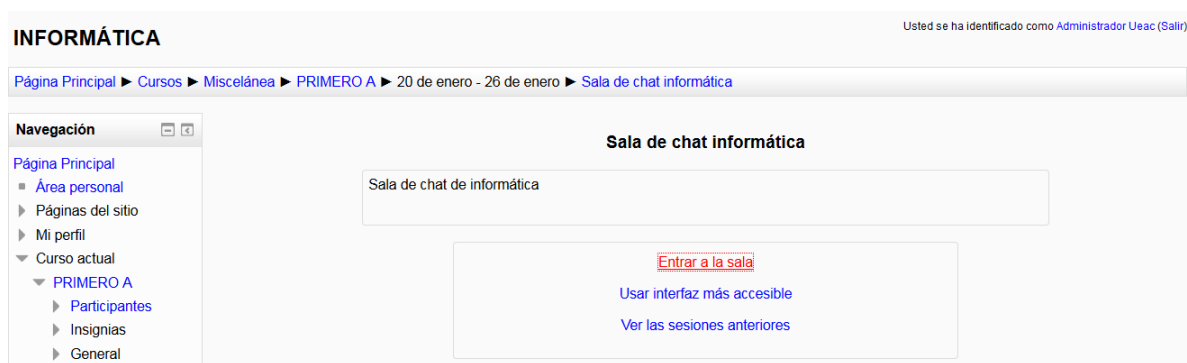 INFORMÁTICA
Usted se ha identificado como Administrador Ueac (Salir)
Página Principal ► Cursos ► Miscelánea ► PRIMERO A ► 20 de enero - 26 de enero ► Sala de chat informática
Navegación
Página Principal
Área personal
Páginas del sitio
Mi perfil
Curso actual
PRIMERO A
Participantes
Insignias
General
Sala de chat informática
Sala de chat de informática
Entrar a la sala
Usar interfaz más accesible
Ver las sesiones anteriores